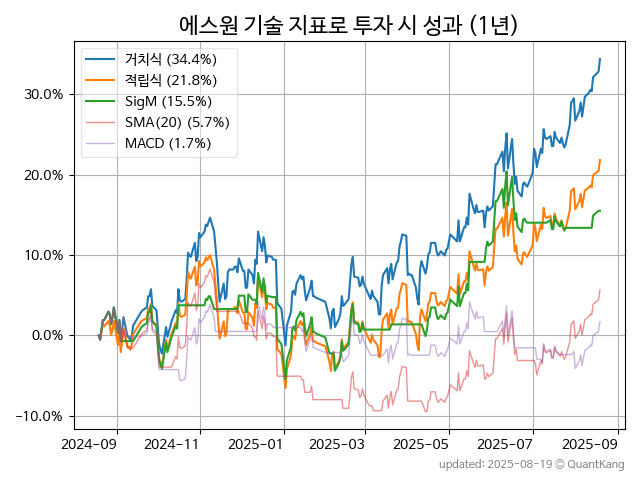 에스원 기술 지표로 투자 시 성과 (1년)
거치식 (34.4%)
적립식 (21.8%)
SigM (15.5%)
SMA(20) (5.7%)
MACD (1.7%)
30.0%
20.0%
10.0%
0.0%
−10.0%
2024-09 2024-11 2025-01 2025-03 2025-05 2025-07 2025-09
updated: 2025-08-19 © QuantKang